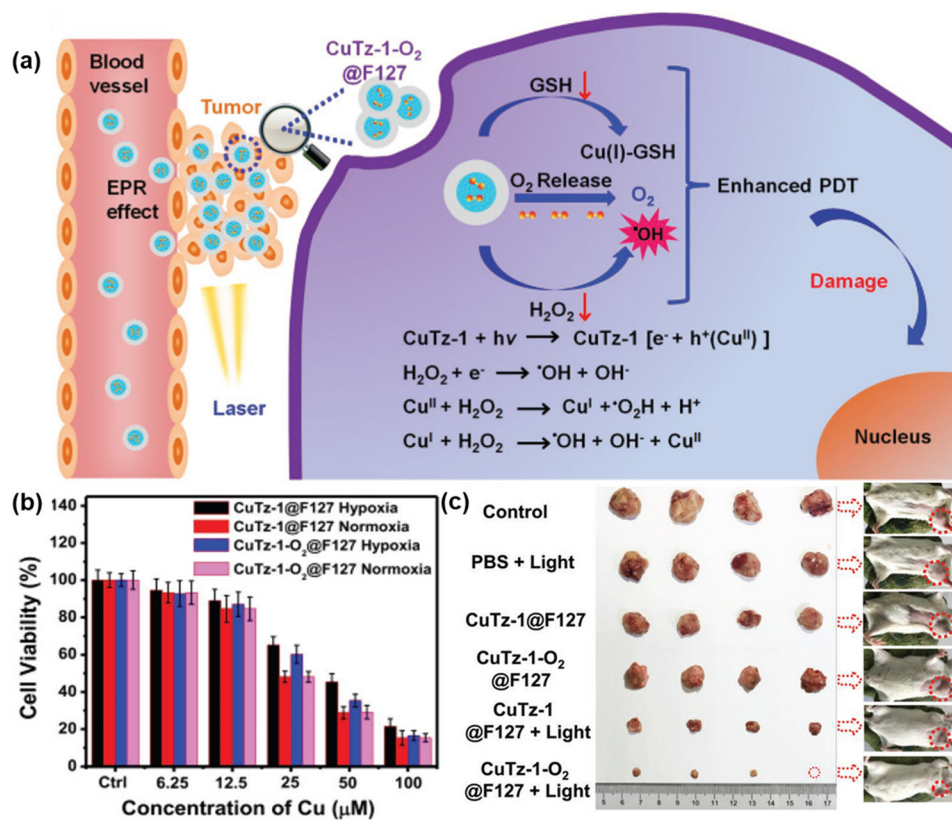 (a)
Blood
vessel
EPR
effect
Tumor
Laser
CuTz-1-O₂
@F127
GSH ↓
Cu(I)-GSH
O₂ Release
O₂
•OH
H₂O₂ ↓
Enhanced PDT
Damage
Nucleus
CuTz-1 + hν → CuTz-1 [e⁻ + h⁺(Cuᴵᴵ) ]
H₂O₂ + e⁻ → •OH + OH⁻
Cuᴵᴵ + H₂O₂ → Cuᴵ +•O₂H + H⁺
Cuᴵ + H₂O₂ →•OH + OH⁻ + Cuᴵᴵ
(b)
Cell Viability (%)
140
120
100
80
60
40
20
0
CuTz-1@F127 Hypoxia
CuTz-1@F127 Normoxia
CuTz-1-O₂@F127 Hypoxia
CuTz-1-O₂@F127 Normoxia
Ctrl 6.25 12.5 25 50 100
Concentration of Cu (μM)
(c)
Control
PBS + Light
CuTz-1@F127
CuTz-1-O₂
@F127
CuTz-1
@F127 + Light
CuTz-1-O₂
@F127 + Light
5 6 7 8 9 10 11 12 13 14 15 16 17